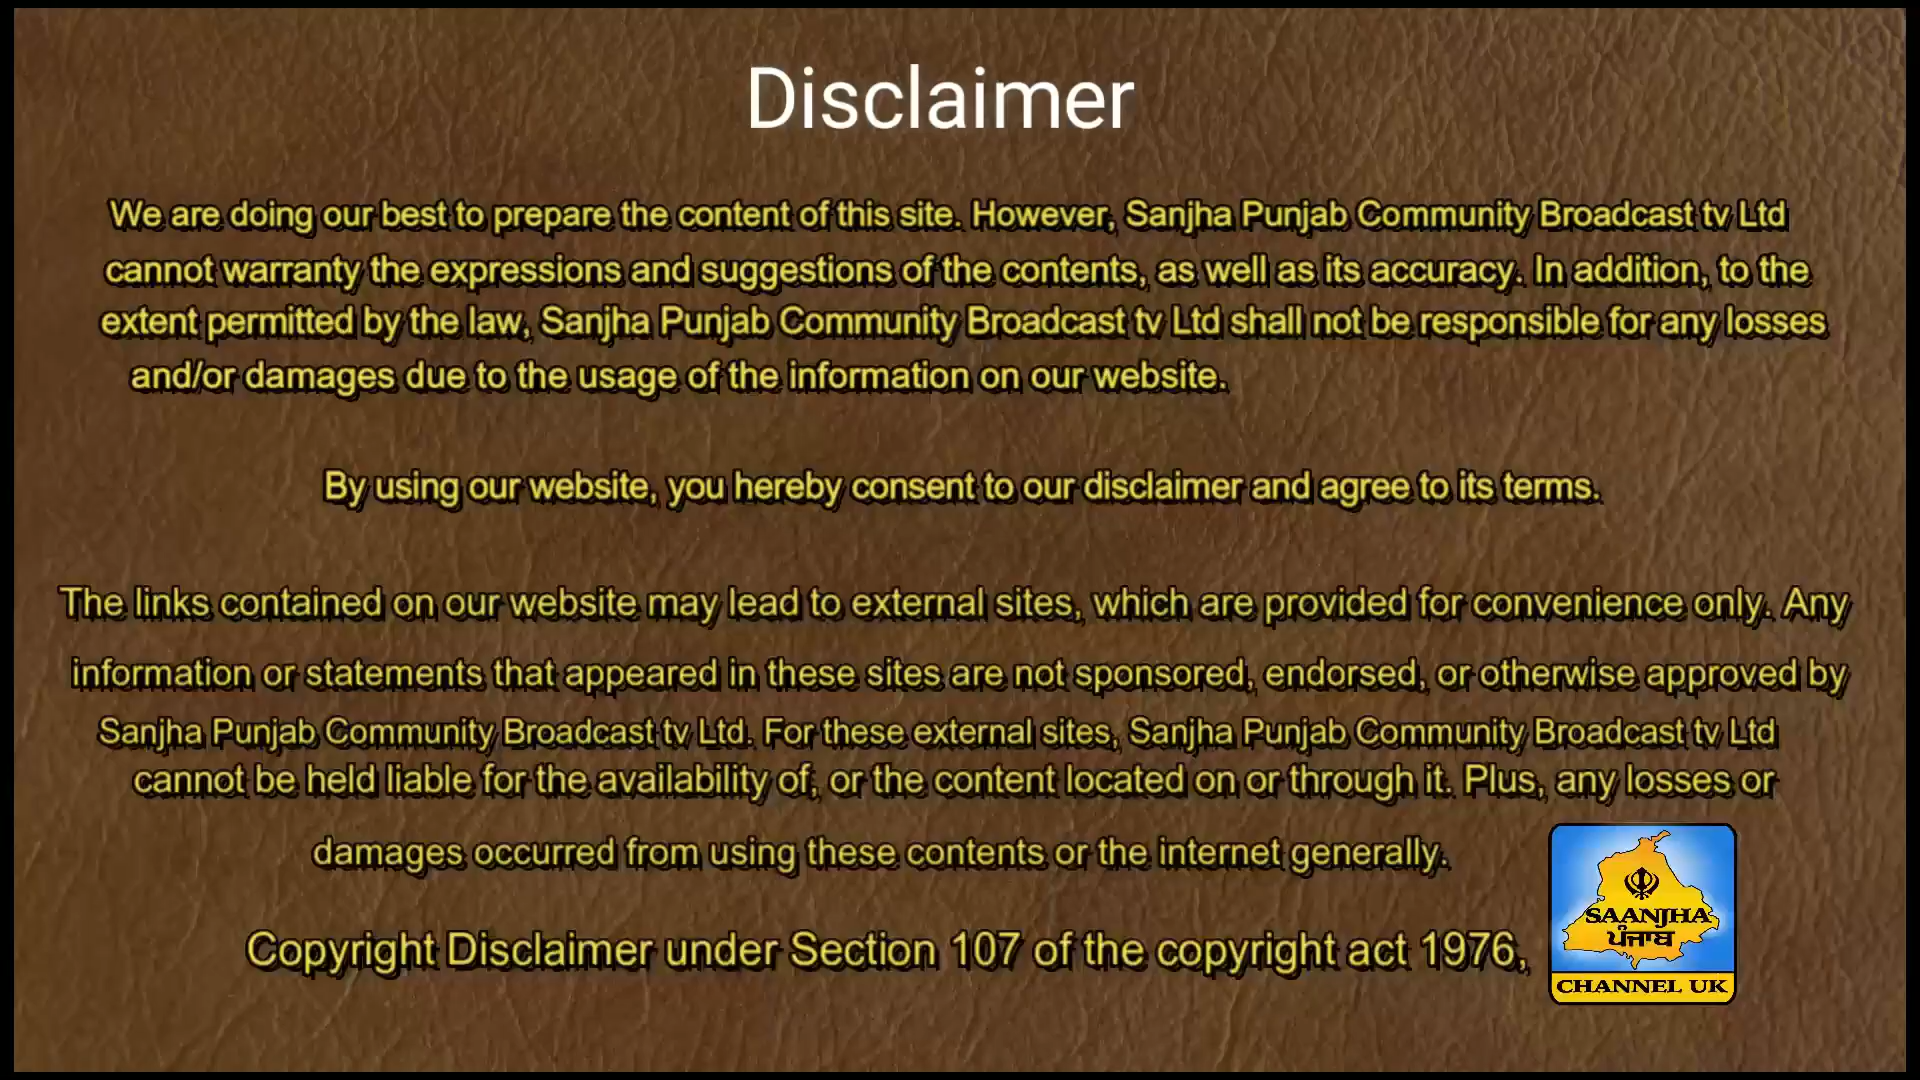 Disclaimer
We are doing our best to prepare the content of this site. However, Sanjha Punjab Community Broadcast tv Ltd
cannot warranty the expressions and suggestions of the contents, as well as its accuracy. In addition, to the
extent permitted by the law, Sanjha Punjab Community Broadcast tv Ltd shall not be responsible for any losses
and/or damages due to the usage of the information on our website.
By using our website, you hereby consent to our disclaimer and agree to its terms.
The links contained on our website may lead to external sites, which are provided for convenience only. Any
information or statements that appeared in these sites are not sponsored, endorsed, or otherwise approved by
Sanjha Punjab Community Broadcast tv Ltd. For these external sites, Sanjha Punjab Community Broadcast tv Ltd
cannot be held liable for the availability of, or the content located on or through it. Plus, any losses or
damages occurred from using these contents or the internet generally.
Copyright Disclaimer under Section 107 of the copyright act 1976,
SAANJHA
ਪੰਜਾਬ
CHANNEL UK